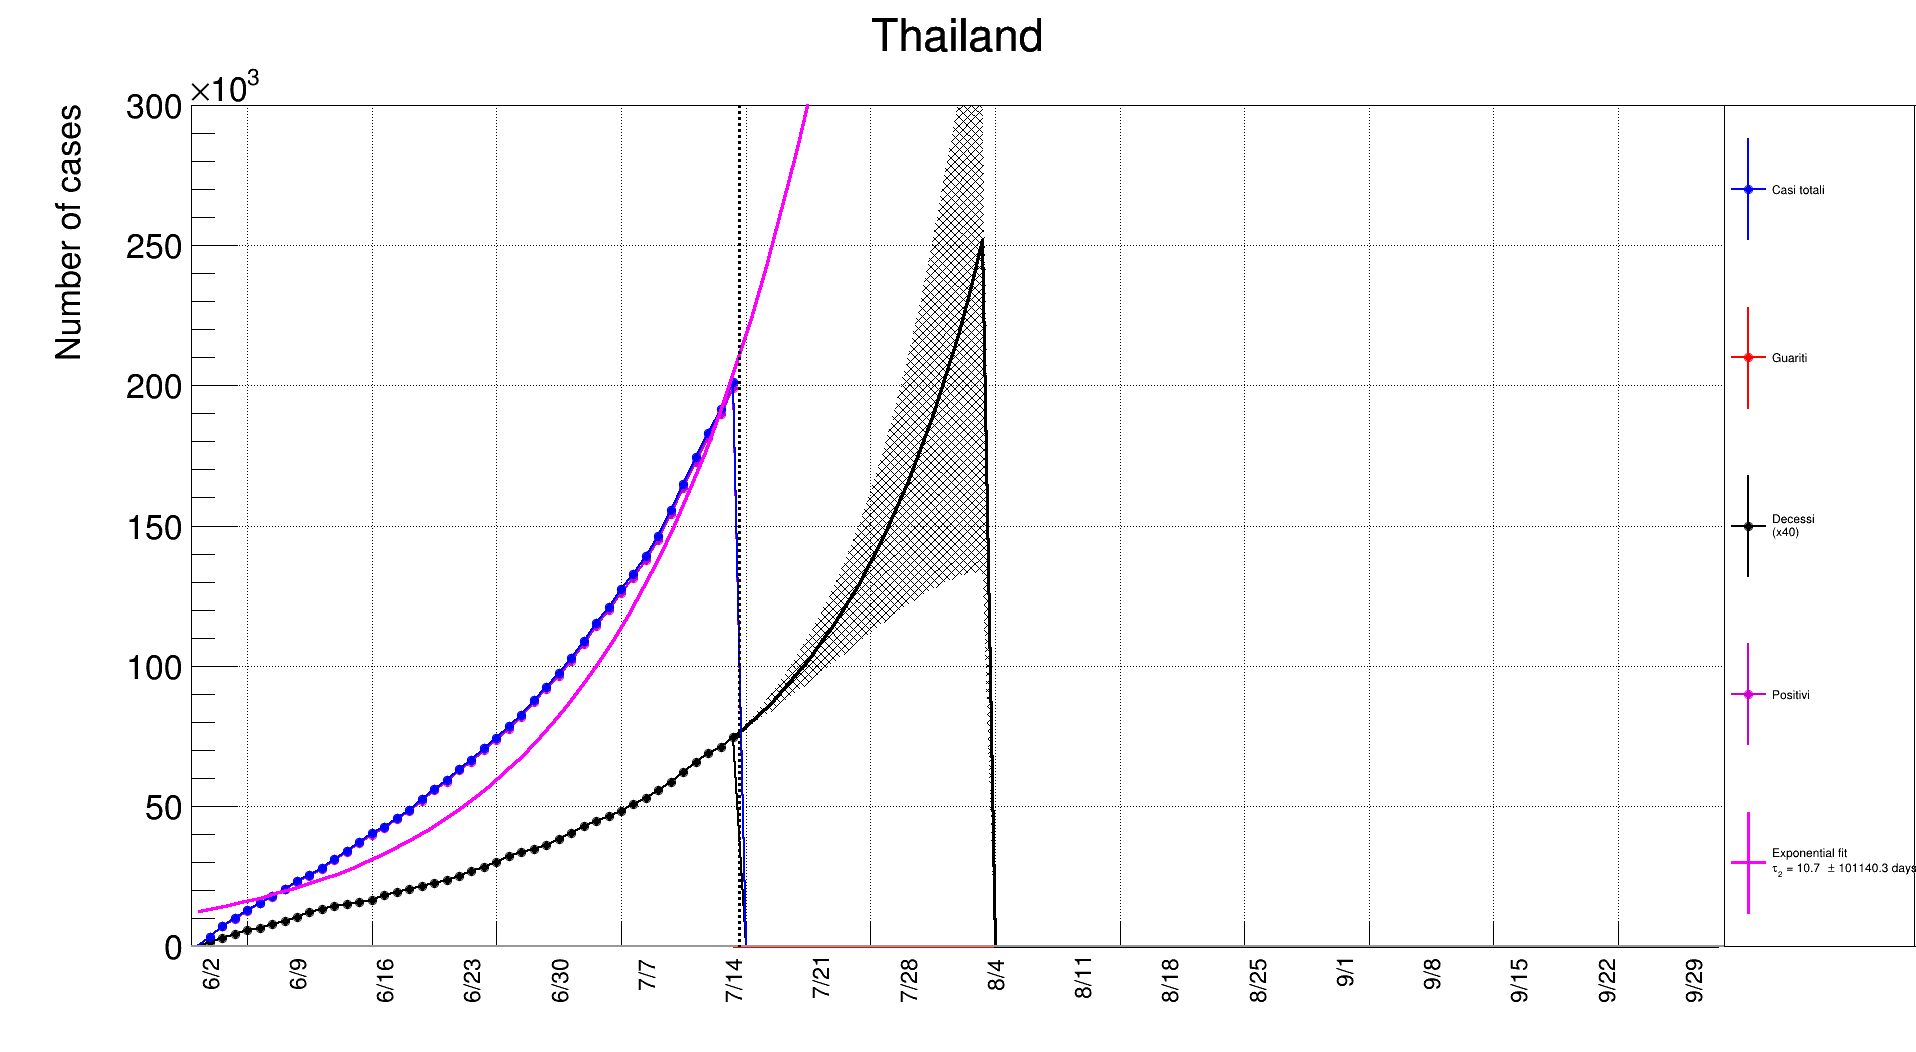 Thailand
×10³
Number of cases
300
250
200
150
100
50
0
6/2
6/9
6/16
6/23
6/30
7/7
7/14
7/21
7/28
8/4
8/11
8/18
8/25
9/1
9/8
9/15
9/22
9/29
Casi totali
Guariti
Decessi
(x40)
Positivi
Exponential fit
τ₂ = 10.7 ± 101140.3 days